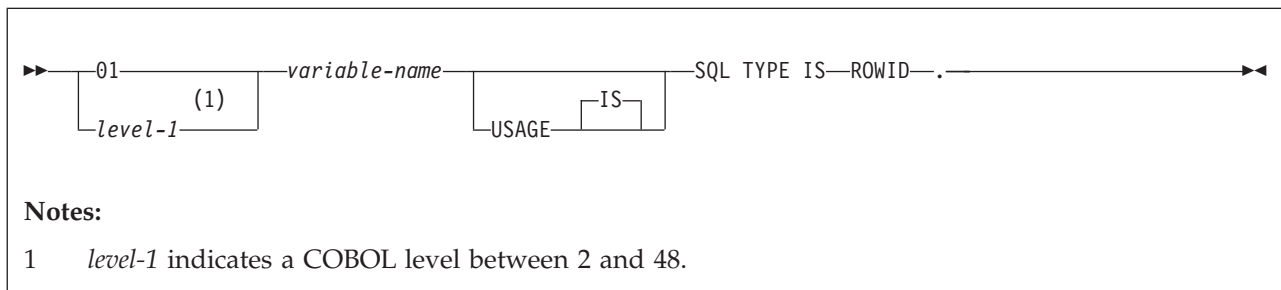 IS
01 variable-name SQL TYPE IS ROWID .
(1)
level-1 USAGE
Notes:
1 level-1 indicates a COBOL level between 2 and 48.